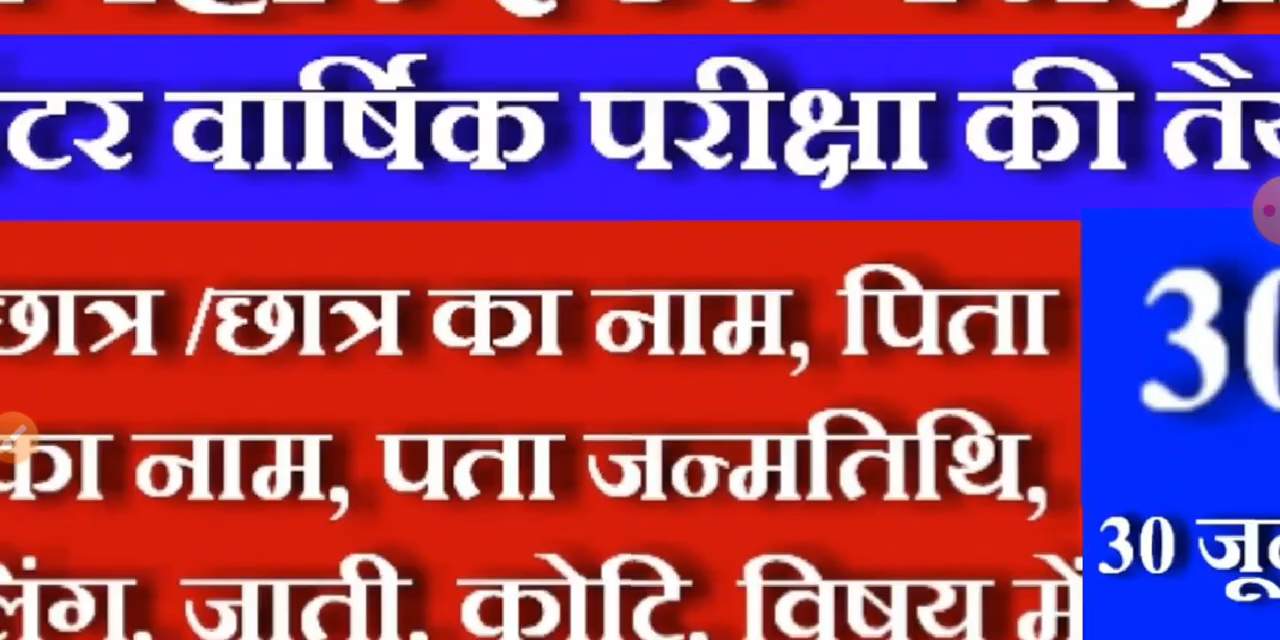 टर वार्षिक परीक्षा की
छात्र /छात्र का नाम, पिता
का नाम, पता जन्मतिथि,
लिंग, जाती, कोटि, विषय में
30
30